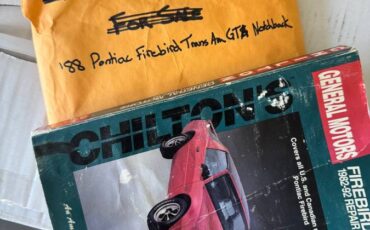 For Sale
'88 Pontiac Firebird Trans Am GTA Notchback
CHILTON'S
GENERAL MOTORS
FIREBIRD
1982-92 REPAIR
Covers all U.S. and Canadian
Pontiac Firebird